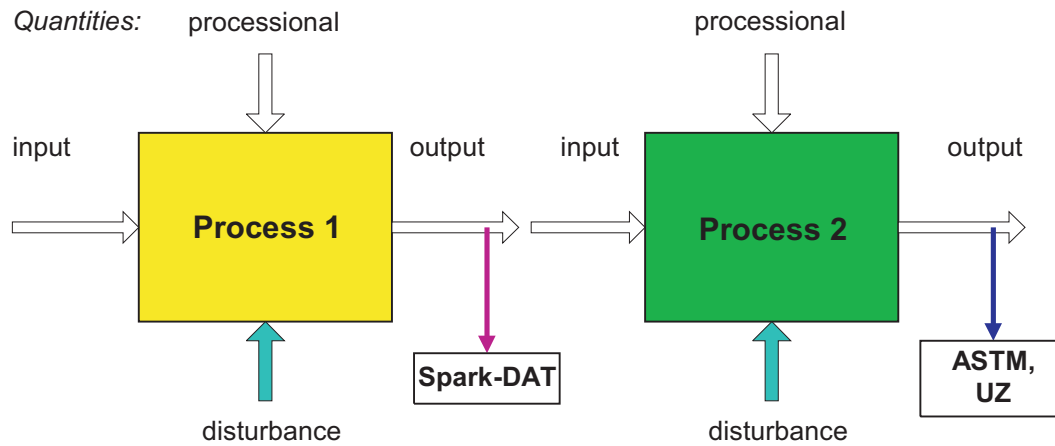 Quantities: processional processional
input output input output
Process 1 Process 2
Spark-DAT
ASTM,
UZ
disturbance disturbance